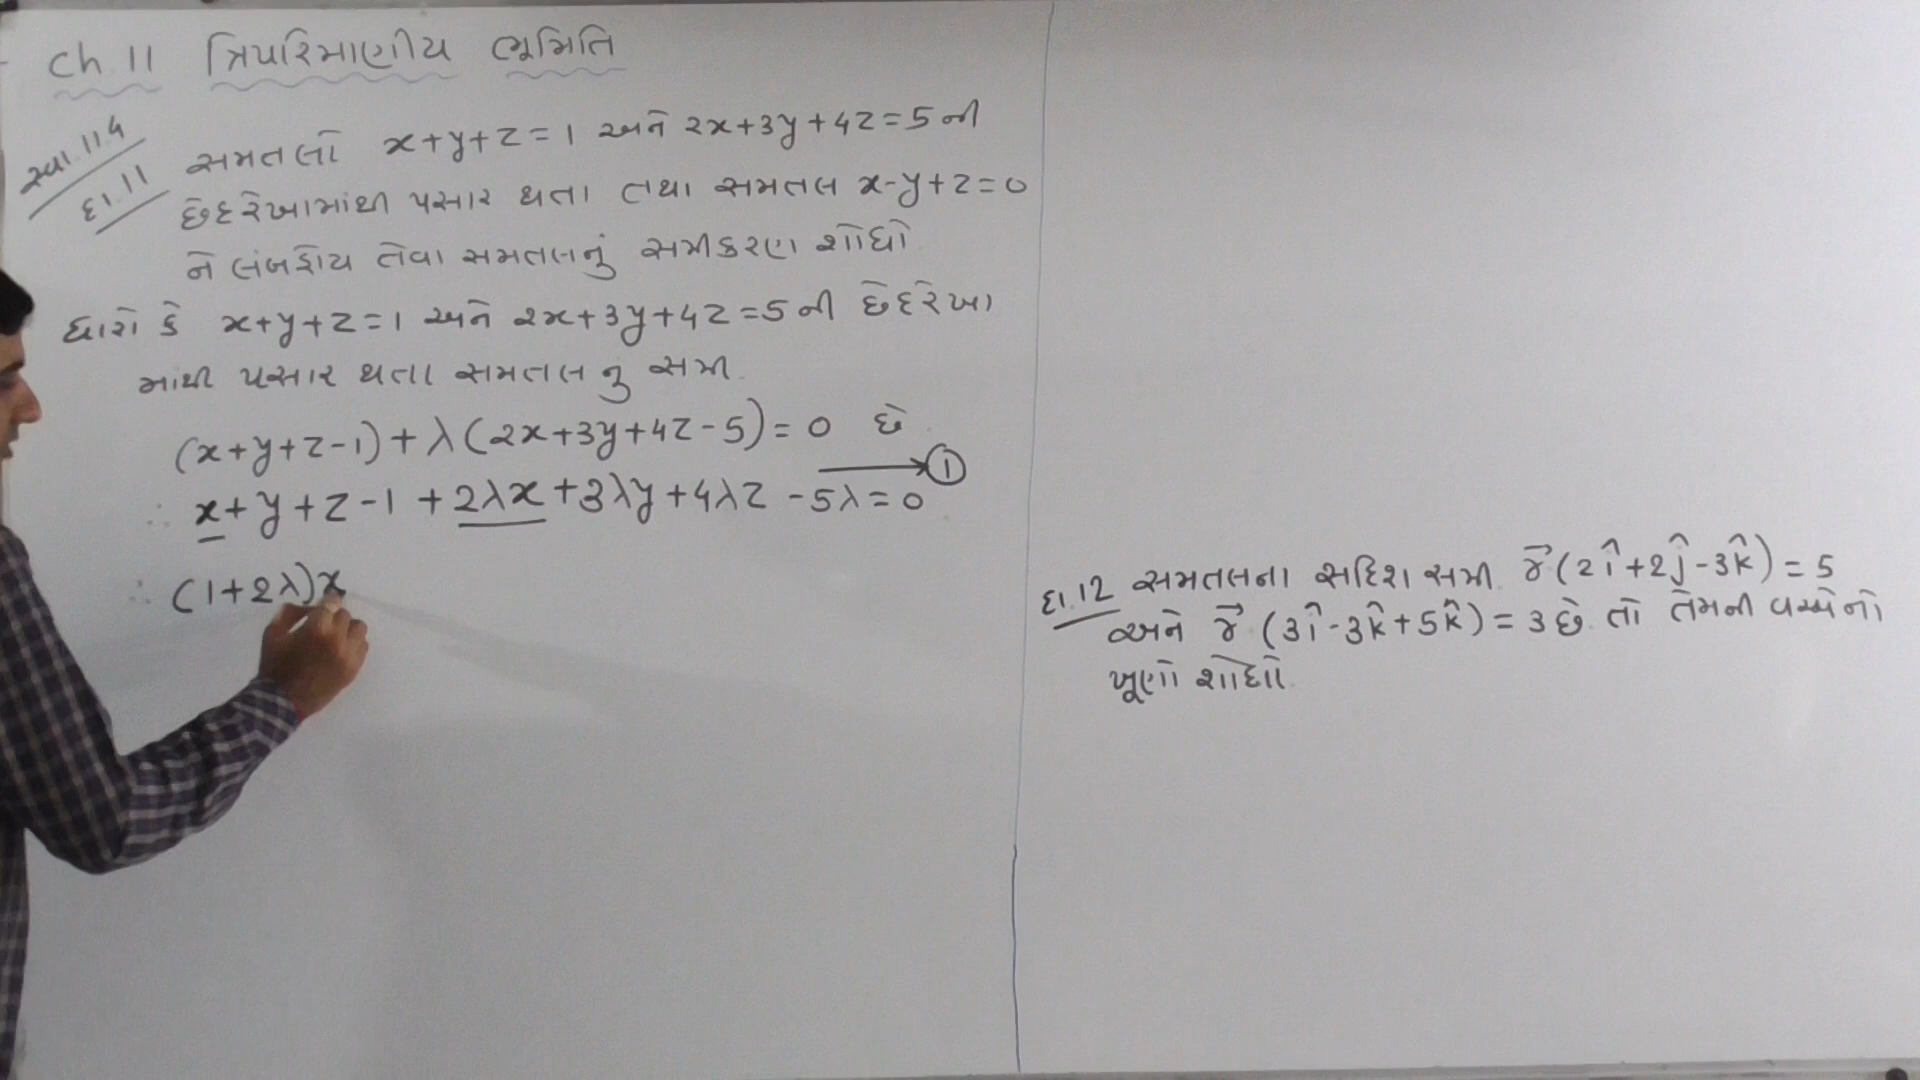 Ch 11 ત્રિપરિમાણીય ભૂમિતિ
સ્વા. 11.4
દા. 11
સમતલો x+y+z=1 અને 2x+3y+4z=5 ની
છેદરેખામાંથી પસાર થતા તથા સમતલ x-y+z=0
ને લંબહોય તેવા સમતલનું સમીકરણ શોધો
ધારો કે x+y+z=1 અને 2x+3y+4z=5 ની છેદરેખા
માંથી પસાર થતા સમતલ નુ સમી.
(x+y+z-1)+λ(2x+3y+4z-5)=0 છે
→①
∴ x+y+z-1+2λx+3λy+4λz-5λ=0
∴ (1+2λ)x
દા.12 સમતલના સદિશ સમી. r⃗(2î+2ĵ-3k̂)=5
અને r⃗(3î-3k̂+5k̂)=3 છે. તો તેમની વચ્ચેનો
ખૂણો શોધો.